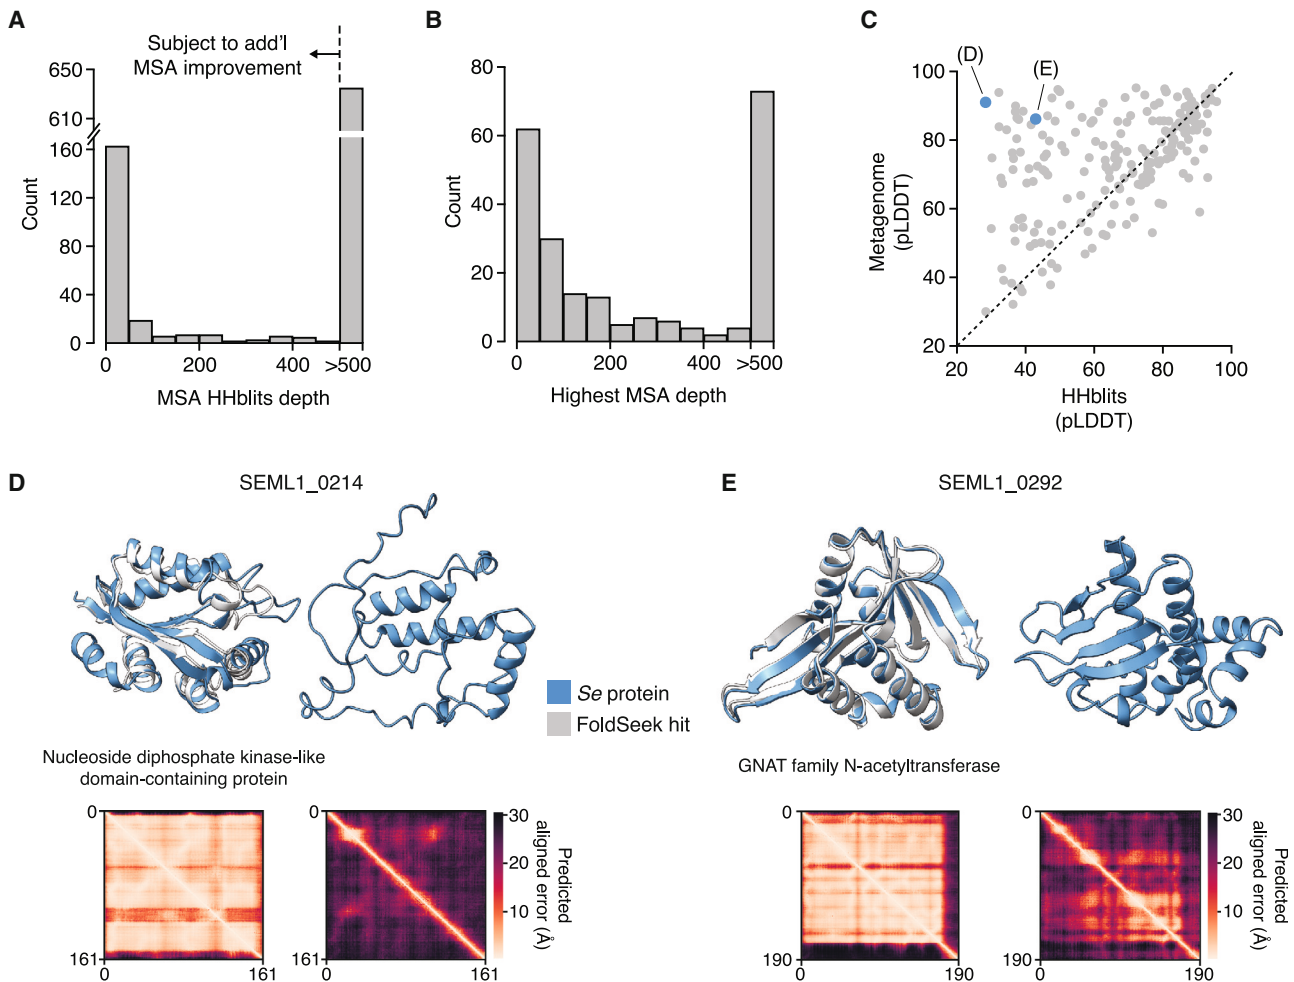 A
Subject to add'l
MSA improvement
650
610
160
120
80
40
0
Count
0
200
400
>500
MSA HHblits depth
B
80
60
40
20
0
Count
0
200
400
>500
Highest MSA depth
C
(D)
(E)
100
80
60
40
20
Metagenome
(pLDDT)
20
40
60
80
100
HHblits
(pLDDT)
D
SEML1_0214
Se protein
FoldSeek hit
Nucleoside diphosphate kinase-like
domain-containing protein
0
161
0
161
0
161
0
161
30
20
10
Predicted
aligned error (Å)
E
SEML1_0292
GNAT family N-acetyltransferase
0
190
0
190
0
190
0
190
30
20
10
Predicted
aligned error (Å)